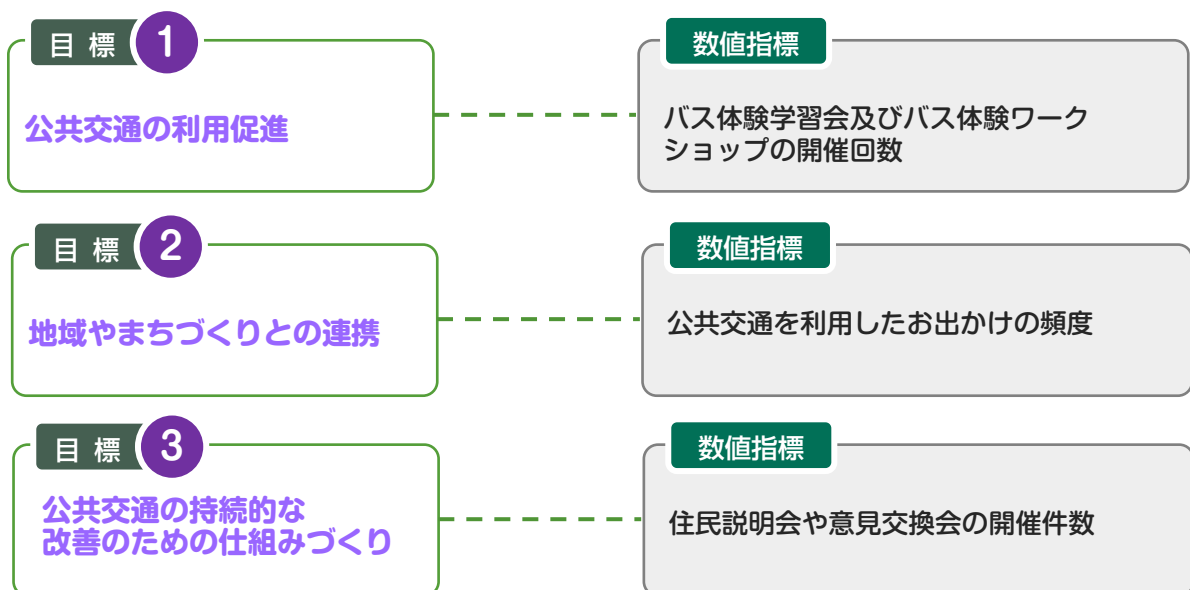 目 標 1
数値指標
公共交通の利用促進
バス体験学習会及びバス体験ワーク
ショップの開催回数
目 標 2
数値指標
地域やまちづくりとの連携
公共交通を利用したお出かけの頻度
目 標 3
数値指標
公共交通の持続的な
改善のための仕組みづくり
住民説明会や意見交換会の開催件数